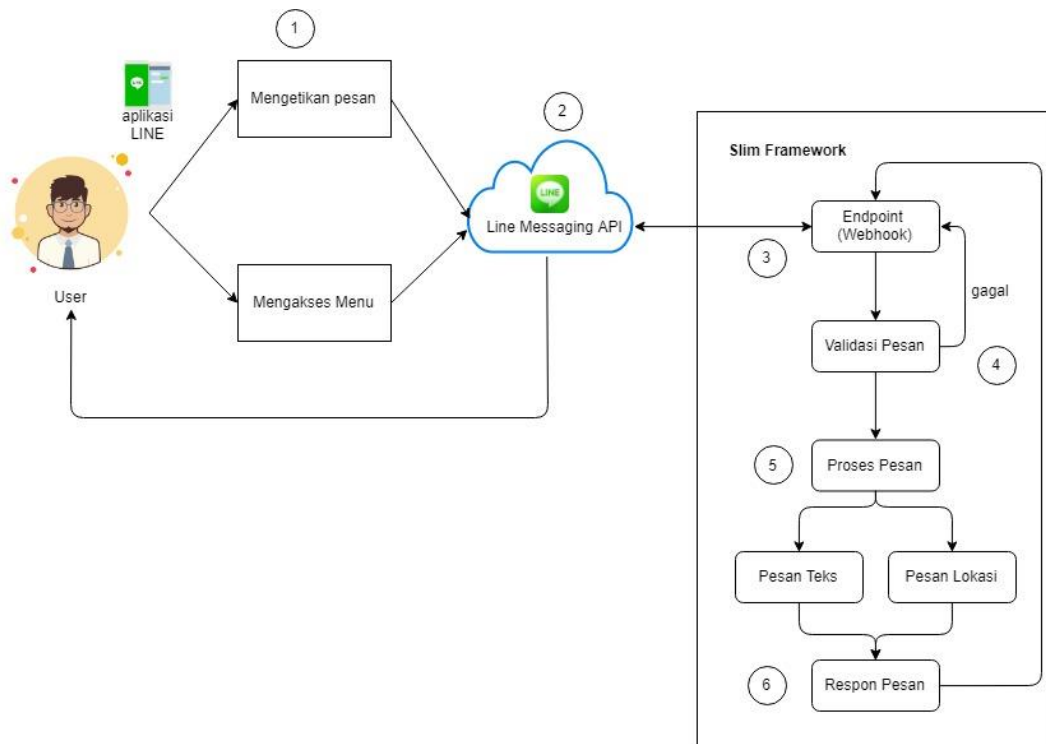 1
Mengetikan pesan
LINE
aplikasi
LINE
2
LINE
Line Messaging API
Slim Framework
Endpoint
(Webhook)
3
gagal
User
Mengakses Menu
Validasi Pesan
4
5
Proses Pesan
Pesan Teks
Pesan Lokasi
6
Respon Pesan